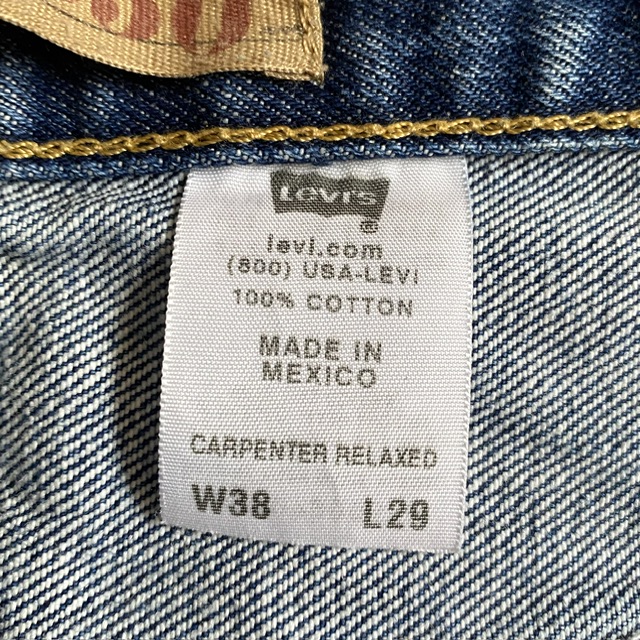 LEVI'S
®
levi.com
(800) USA-LEVI
100% COTTON
MADE IN
MEXICO
CARPENTER RELAXED
W38 L29